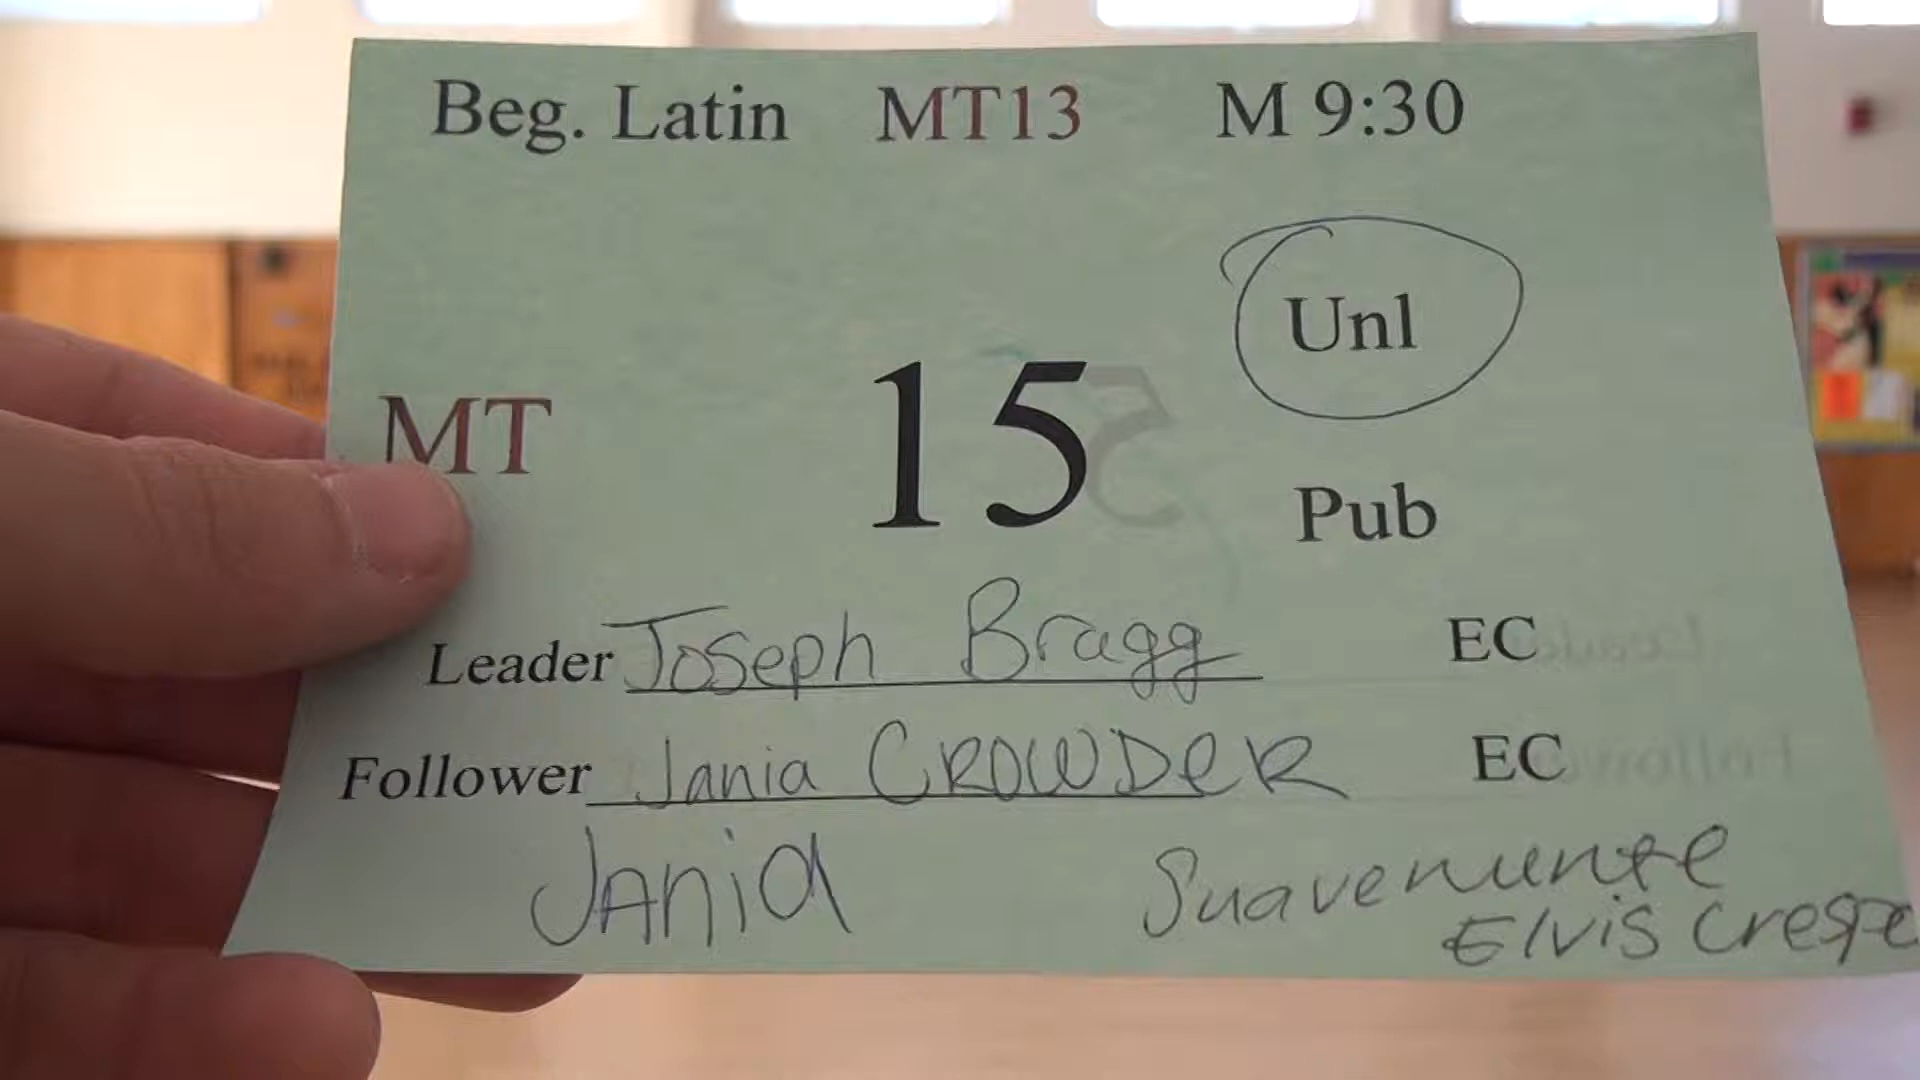 Beg. Latin MT13 M 9:30
Unl
MT 15
Pub
Leader Joseph Bragg EC
Follower Jania CROWDER EC
JANIA Suavemente
Elvis Crespo